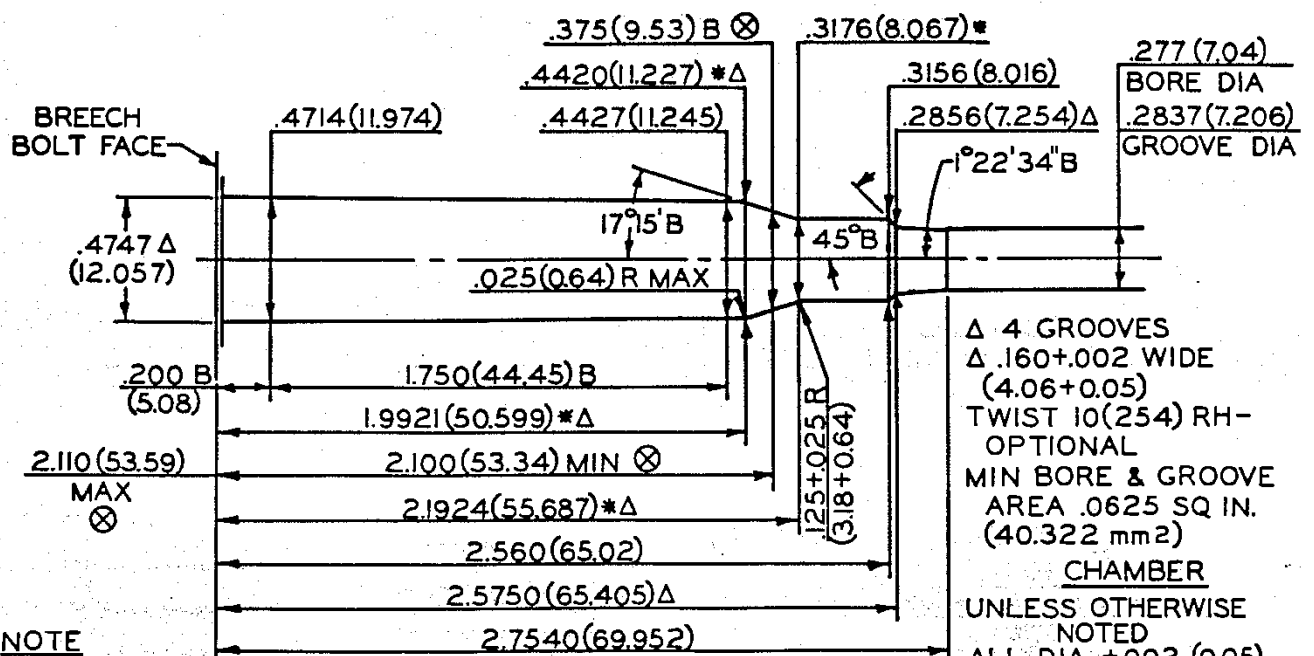 .375(9.53) B ⊗
.3176(8.067)*
.277 (7.04)
BORE DIA
.4420(11.227) *Δ
.3156(8.016)
BREECH
BOLT FACE
.4714(11.974)
.4427(11.245)
.2856(7.254)Δ
.2837(7.206)
GROOVE DIA
1°22'34"B
17°15'B
45°B
.4747 Δ
(12.057)
.025(0.64) R MAX
Δ 4 GROOVES
Δ .160+.002 WIDE
(4.06+0.05)
TWIST 10(254) RH-
OPTIONAL
MIN BORE & GROOVE
AREA .0625 SQ IN.
(40.322 mm2)
.200 B
(5.08)
1.750(44.45) B
1.9921(50.599)*Δ
2.110(53.59)
MAX
⊗
2.100(53.34) MIN ⊗
.125+.025 R
(3.18+0.64)
2.1924(55.687)*Δ
2.560(65.02)
CHAMBER
2.5750(65.405)Δ
UNLESS OTHERWISE
NOTED
NOTE
2.7540(69.952)
ALL DIA +.002 (0.05)